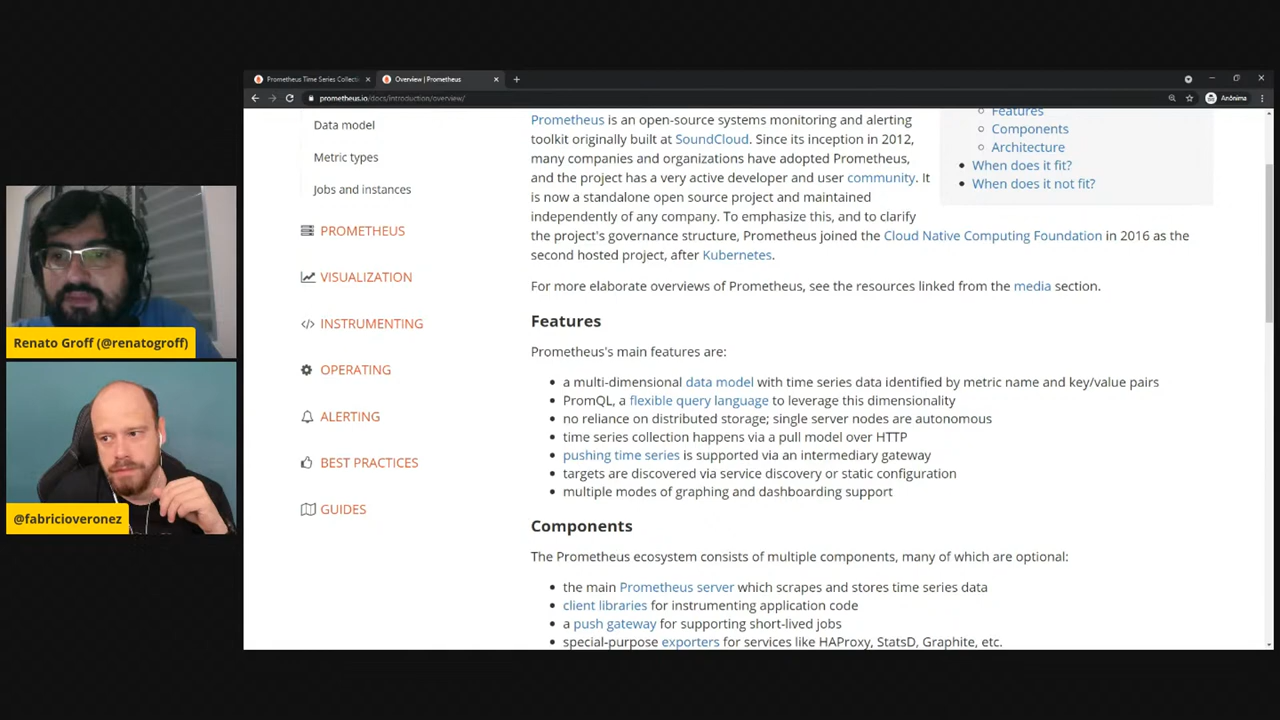 Prometheus Time Series Collecti
Overview | Prometheus
prometheus.io/docs/introduction/overview/
Anônima
Data model
Metric types
Jobs and instances
PROMETHEUS
VISUALIZATION
INSTRUMENTING
OPERATING
ALERTING
BEST PRACTICES
GUIDES
Prometheus is an open-source systems monitoring and alerting
toolkit originally built at SoundCloud. Since its inception in 2012,
many companies and organizations have adopted Prometheus,
and the project has a very active developer and user community. It
is now a standalone open source project and maintained
independently of any company. To emphasize this, and to clarify
the project's governance structure, Prometheus joined the Cloud Native Computing Foundation in 2016 as the
second hosted project, after Kubernetes.
For more elaborate overviews of Prometheus, see the resources linked from the media section.
Features
Components
Architecture
When does it fit?
When does it not fit?
Features
Prometheus's main features are:
a multi-dimensional data model with time series data identified by metric name and key/value pairs
PromQL, a flexible query language to leverage this dimensionality
no reliance on distributed storage; single server nodes are autonomous
time series collection happens via a pull model over HTTP
pushing time series is supported via an intermediary gateway
targets are discovered via service discovery or static configuration
multiple modes of graphing and dashboarding support
Components
The Prometheus ecosystem consists of multiple components, many of which are optional:
the main Prometheus server which scrapes and stores time series data
client libraries for instrumenting application code
a push gateway for supporting short-lived jobs
special-purpose exporters for services like HAProxy, StatsD, Graphite, etc.
Renato Groff (@renatogroff)
@fabricioveronez